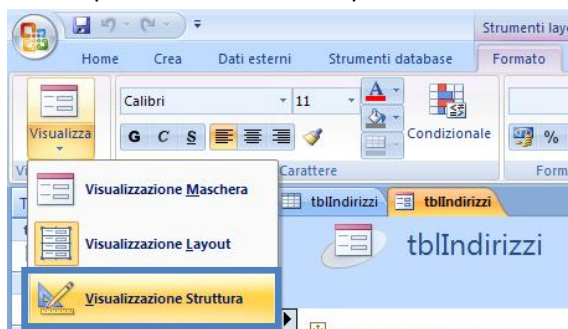 Strumenti lay
Home Crea Dati esterni Strumenti database Formato
Calibri 11
Visualizza
G C S Condizionale %
Carattere Form
Visualizzazione Maschera
tblIndirizzi tblIndirizzi
Visualizzazione Layout
tblIndirizzi
Visualizzazione Struttura